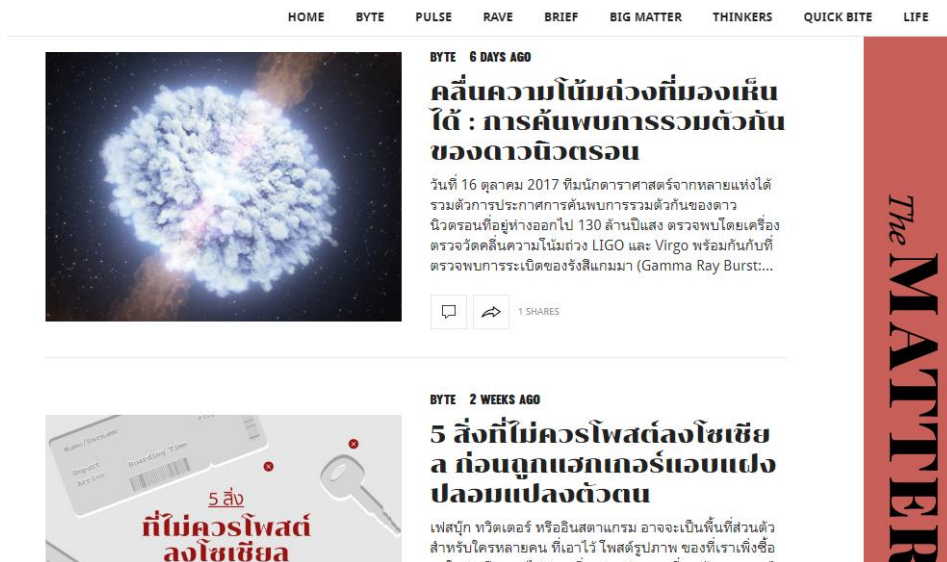 HOME BYTE PULSE RAVE BRIEF BIG MATTER THINKERS QUICK BITE LIFE
BYTE 6 DAYS AGO
คลื่นความโน้มถ่วงที่มองเห็น
ได้ : การค้นพบการรวมตัวกัน
ของดาวนิวตรอน
วันที่ 16 ตุลาคม 2017 ทีมนักดาราศาสตร์จากหลายแห่งได้
รวมตัวการประกาศการค้นพบการรวมตัวกันของดาว
นิวตรอนที่อยู่ห่างออกไป 130 ล้านปีแสง ตรวจพบโดยเครื่อง
ตรวจวัดคลื่นความโน้มถ่วง LIGO และ Virgo พร้อมกันกับที่
ตรวจพบการระเบิดของรังสีแกมมา (Gamma Ray Burst:...
1 SHARES
The MATTER
BYTE 2 WEEKS AGO
5 สิ่งที่ไม่ควรโพสต์ลงโซเชีย
ล ก่อนถูกแฮกเกอร์แอบแฝง
ปลอมแปลงตัวตน
เฟสบุ๊ก ทวิตเตอร์ หรืออินสตาแกรม อาจจะเป็นพื้นที่ส่วนตัว
สำหรับใครหลายคน ที่เอาไว้ โพสต์รูปภาพ ของที่เราเพิ่งซื้อ
Name/Surname
Depart
Arrive
Boarding Time
5 สิ่ง
ที่ไม่ควรโพสต์
ลงโซเชียล